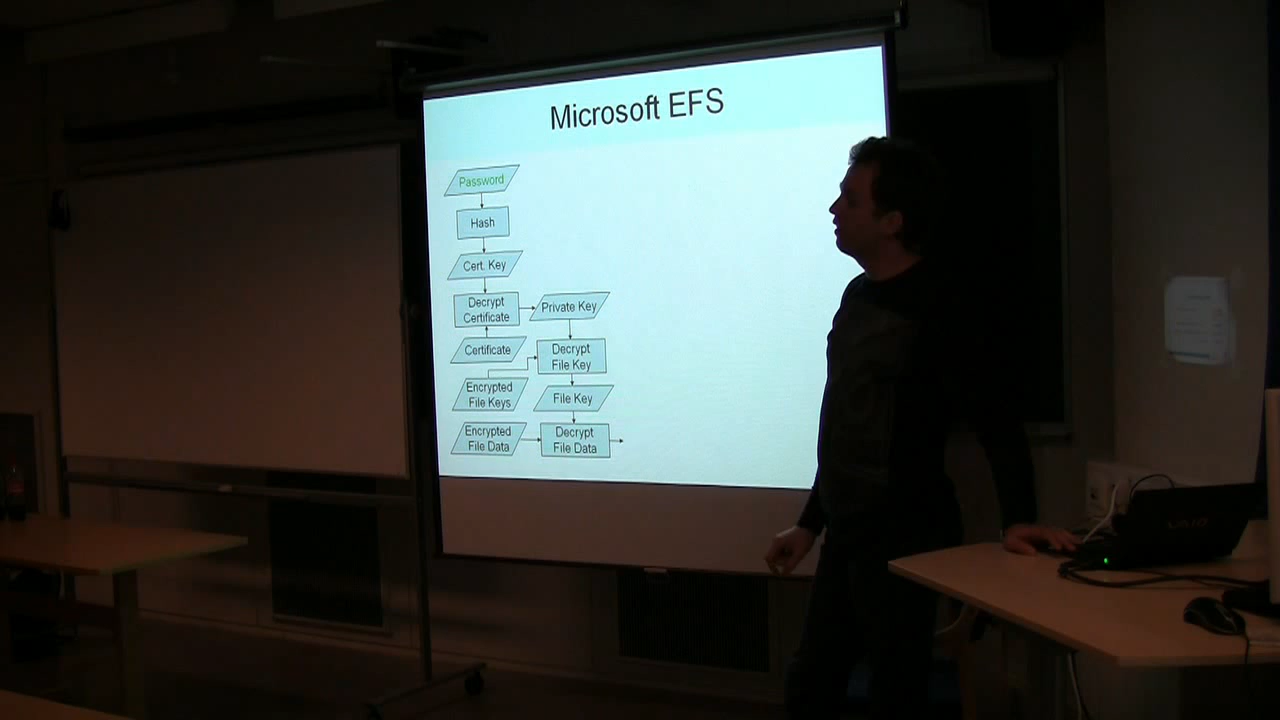 Microsoft EFS
Password
Hash
Cert. Key
Decrypt
Certificate
Private Key
Certificate
Decrypt
File Key
Encrypted
File Keys
File Key
Encrypted
File Data
Decrypt
File Data
VAIO